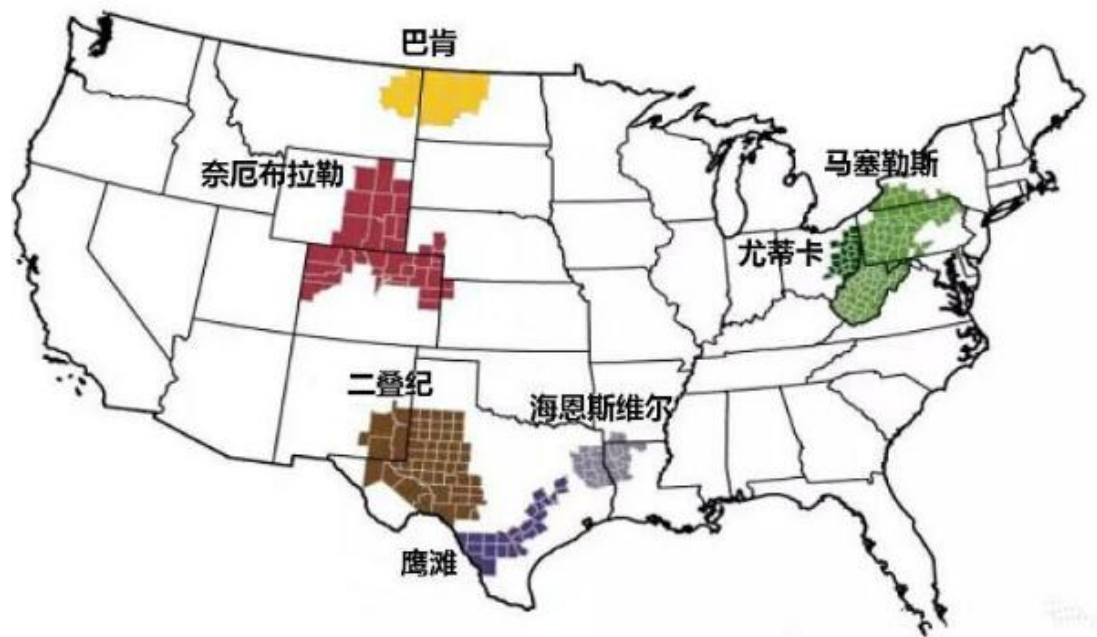 巴肯
奈厄布拉勒
马塞勒斯
尤蒂卡
二叠纪
海恩斯维尔
鹰滩